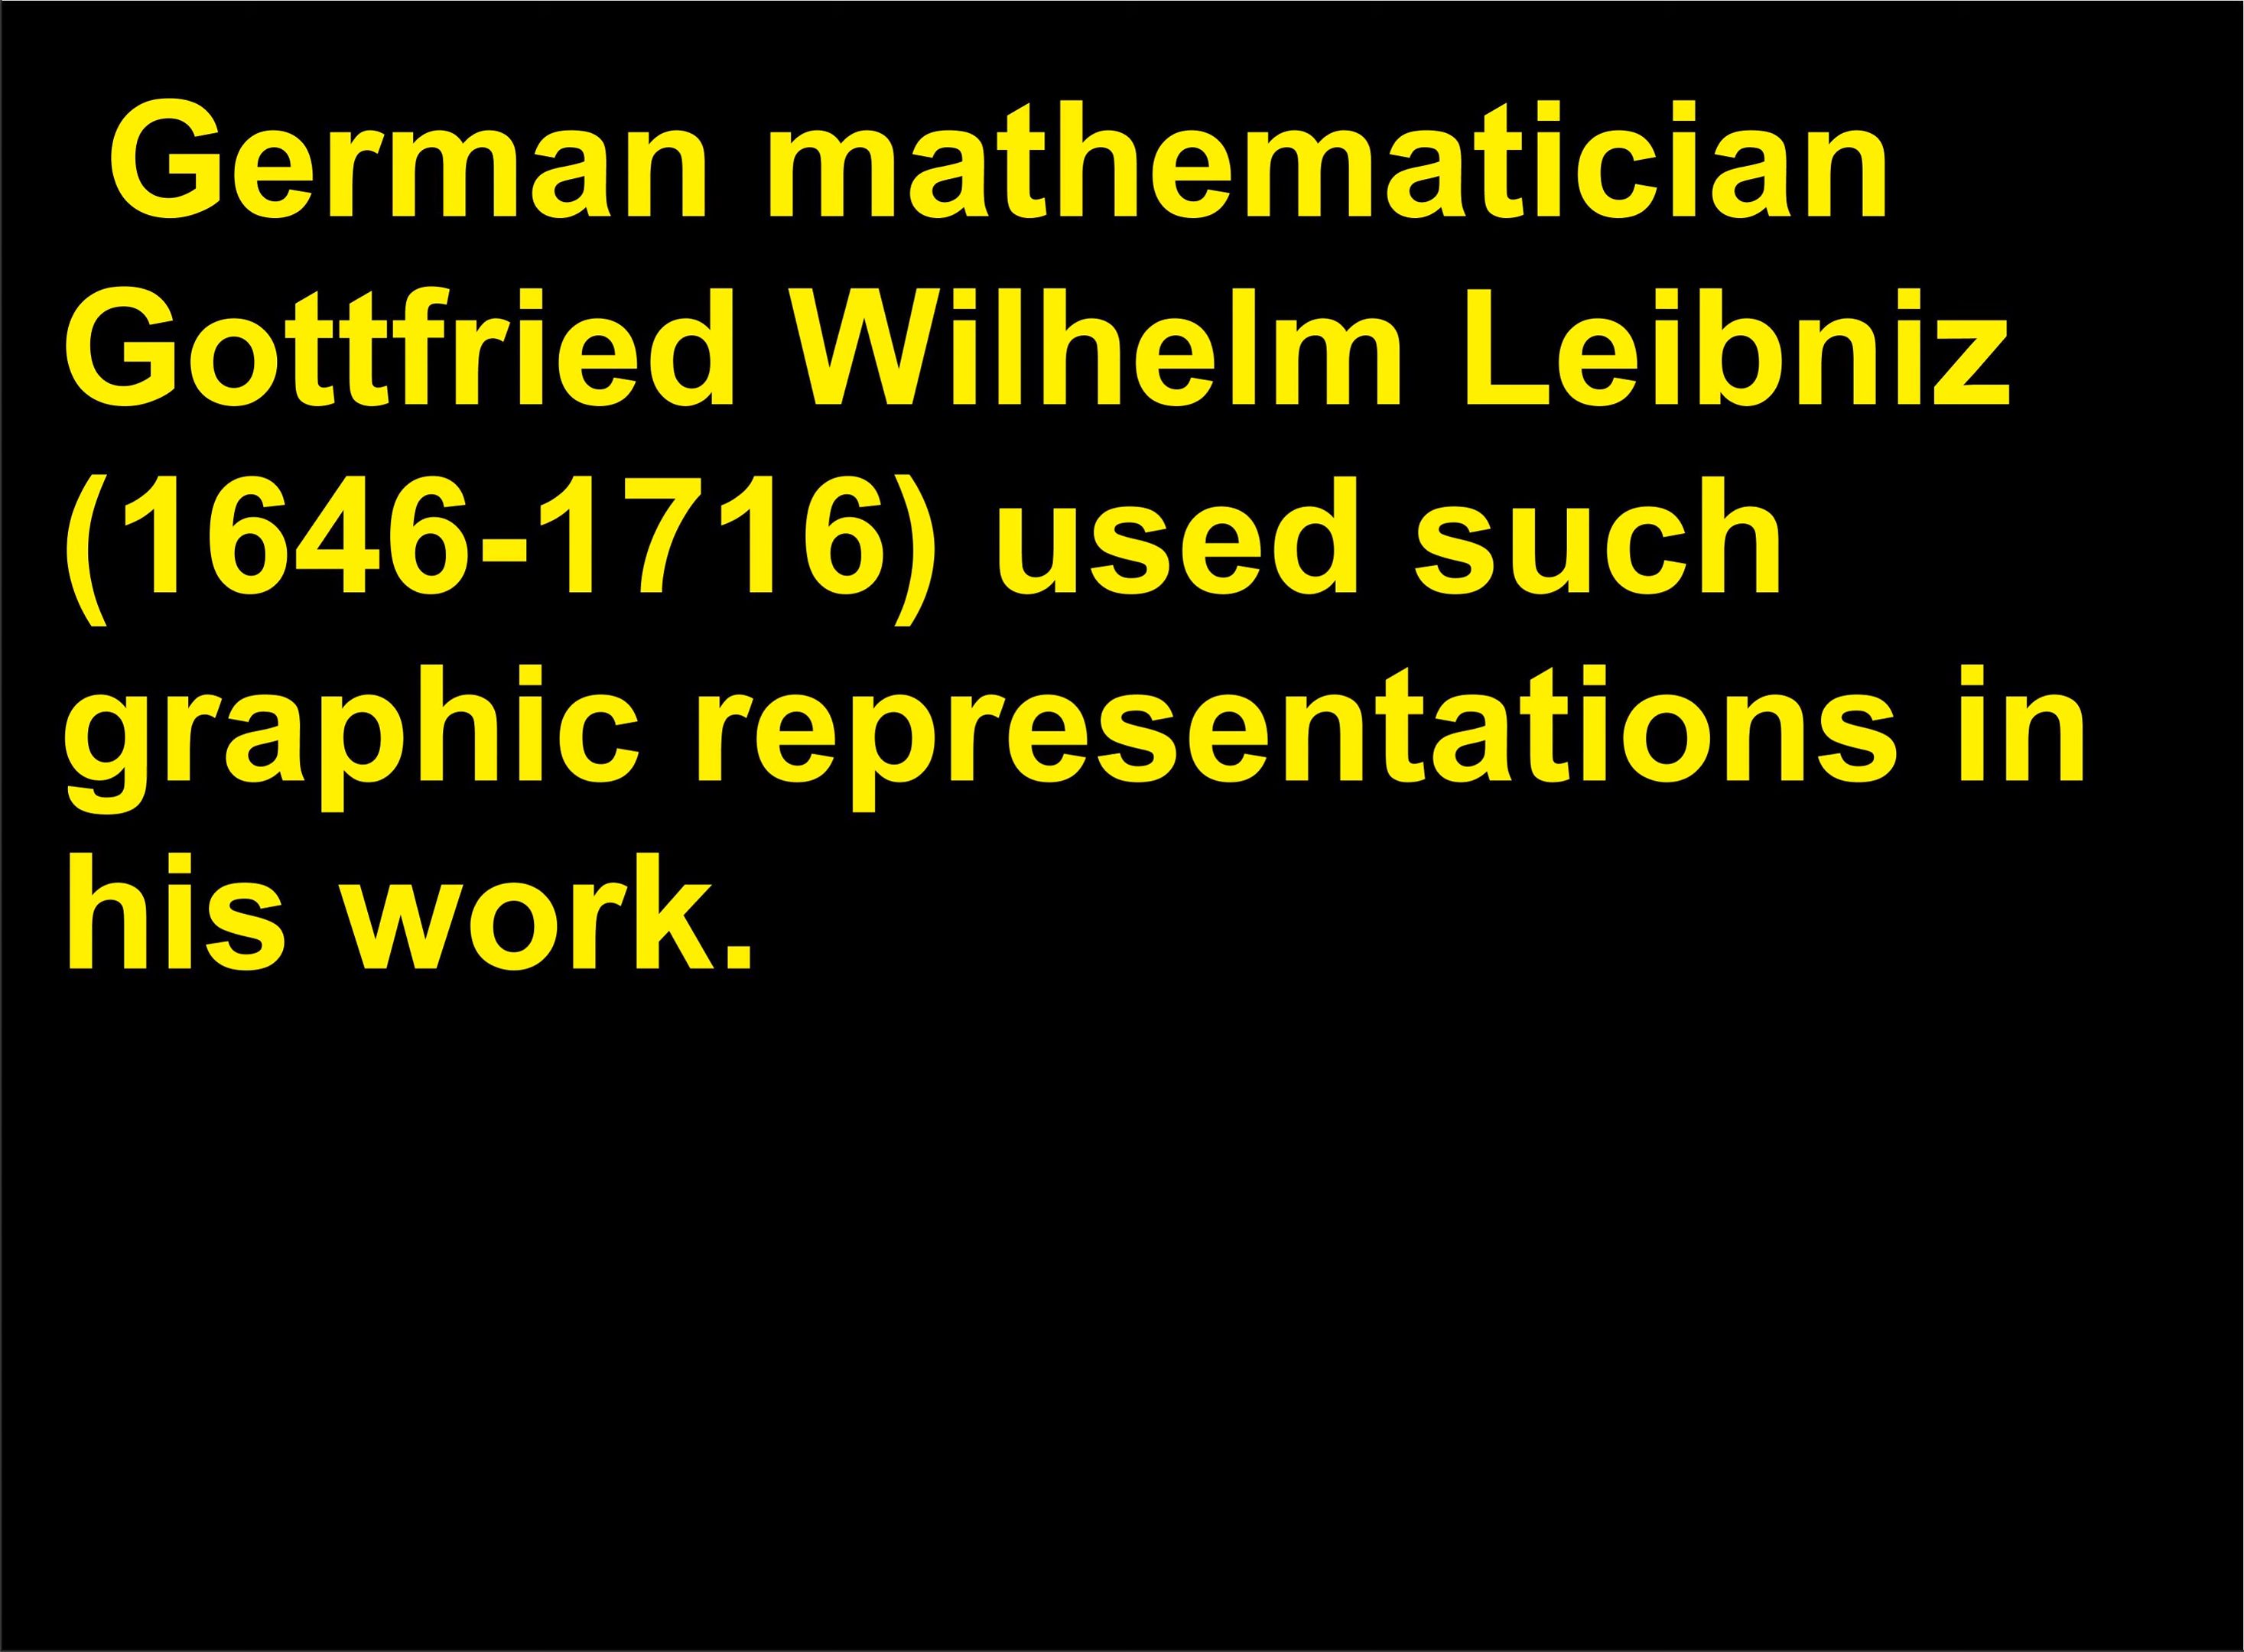 German mathematician
Gottfried Wilhelm Leibniz
(1646-1716) used such
graphic representations in
his work.